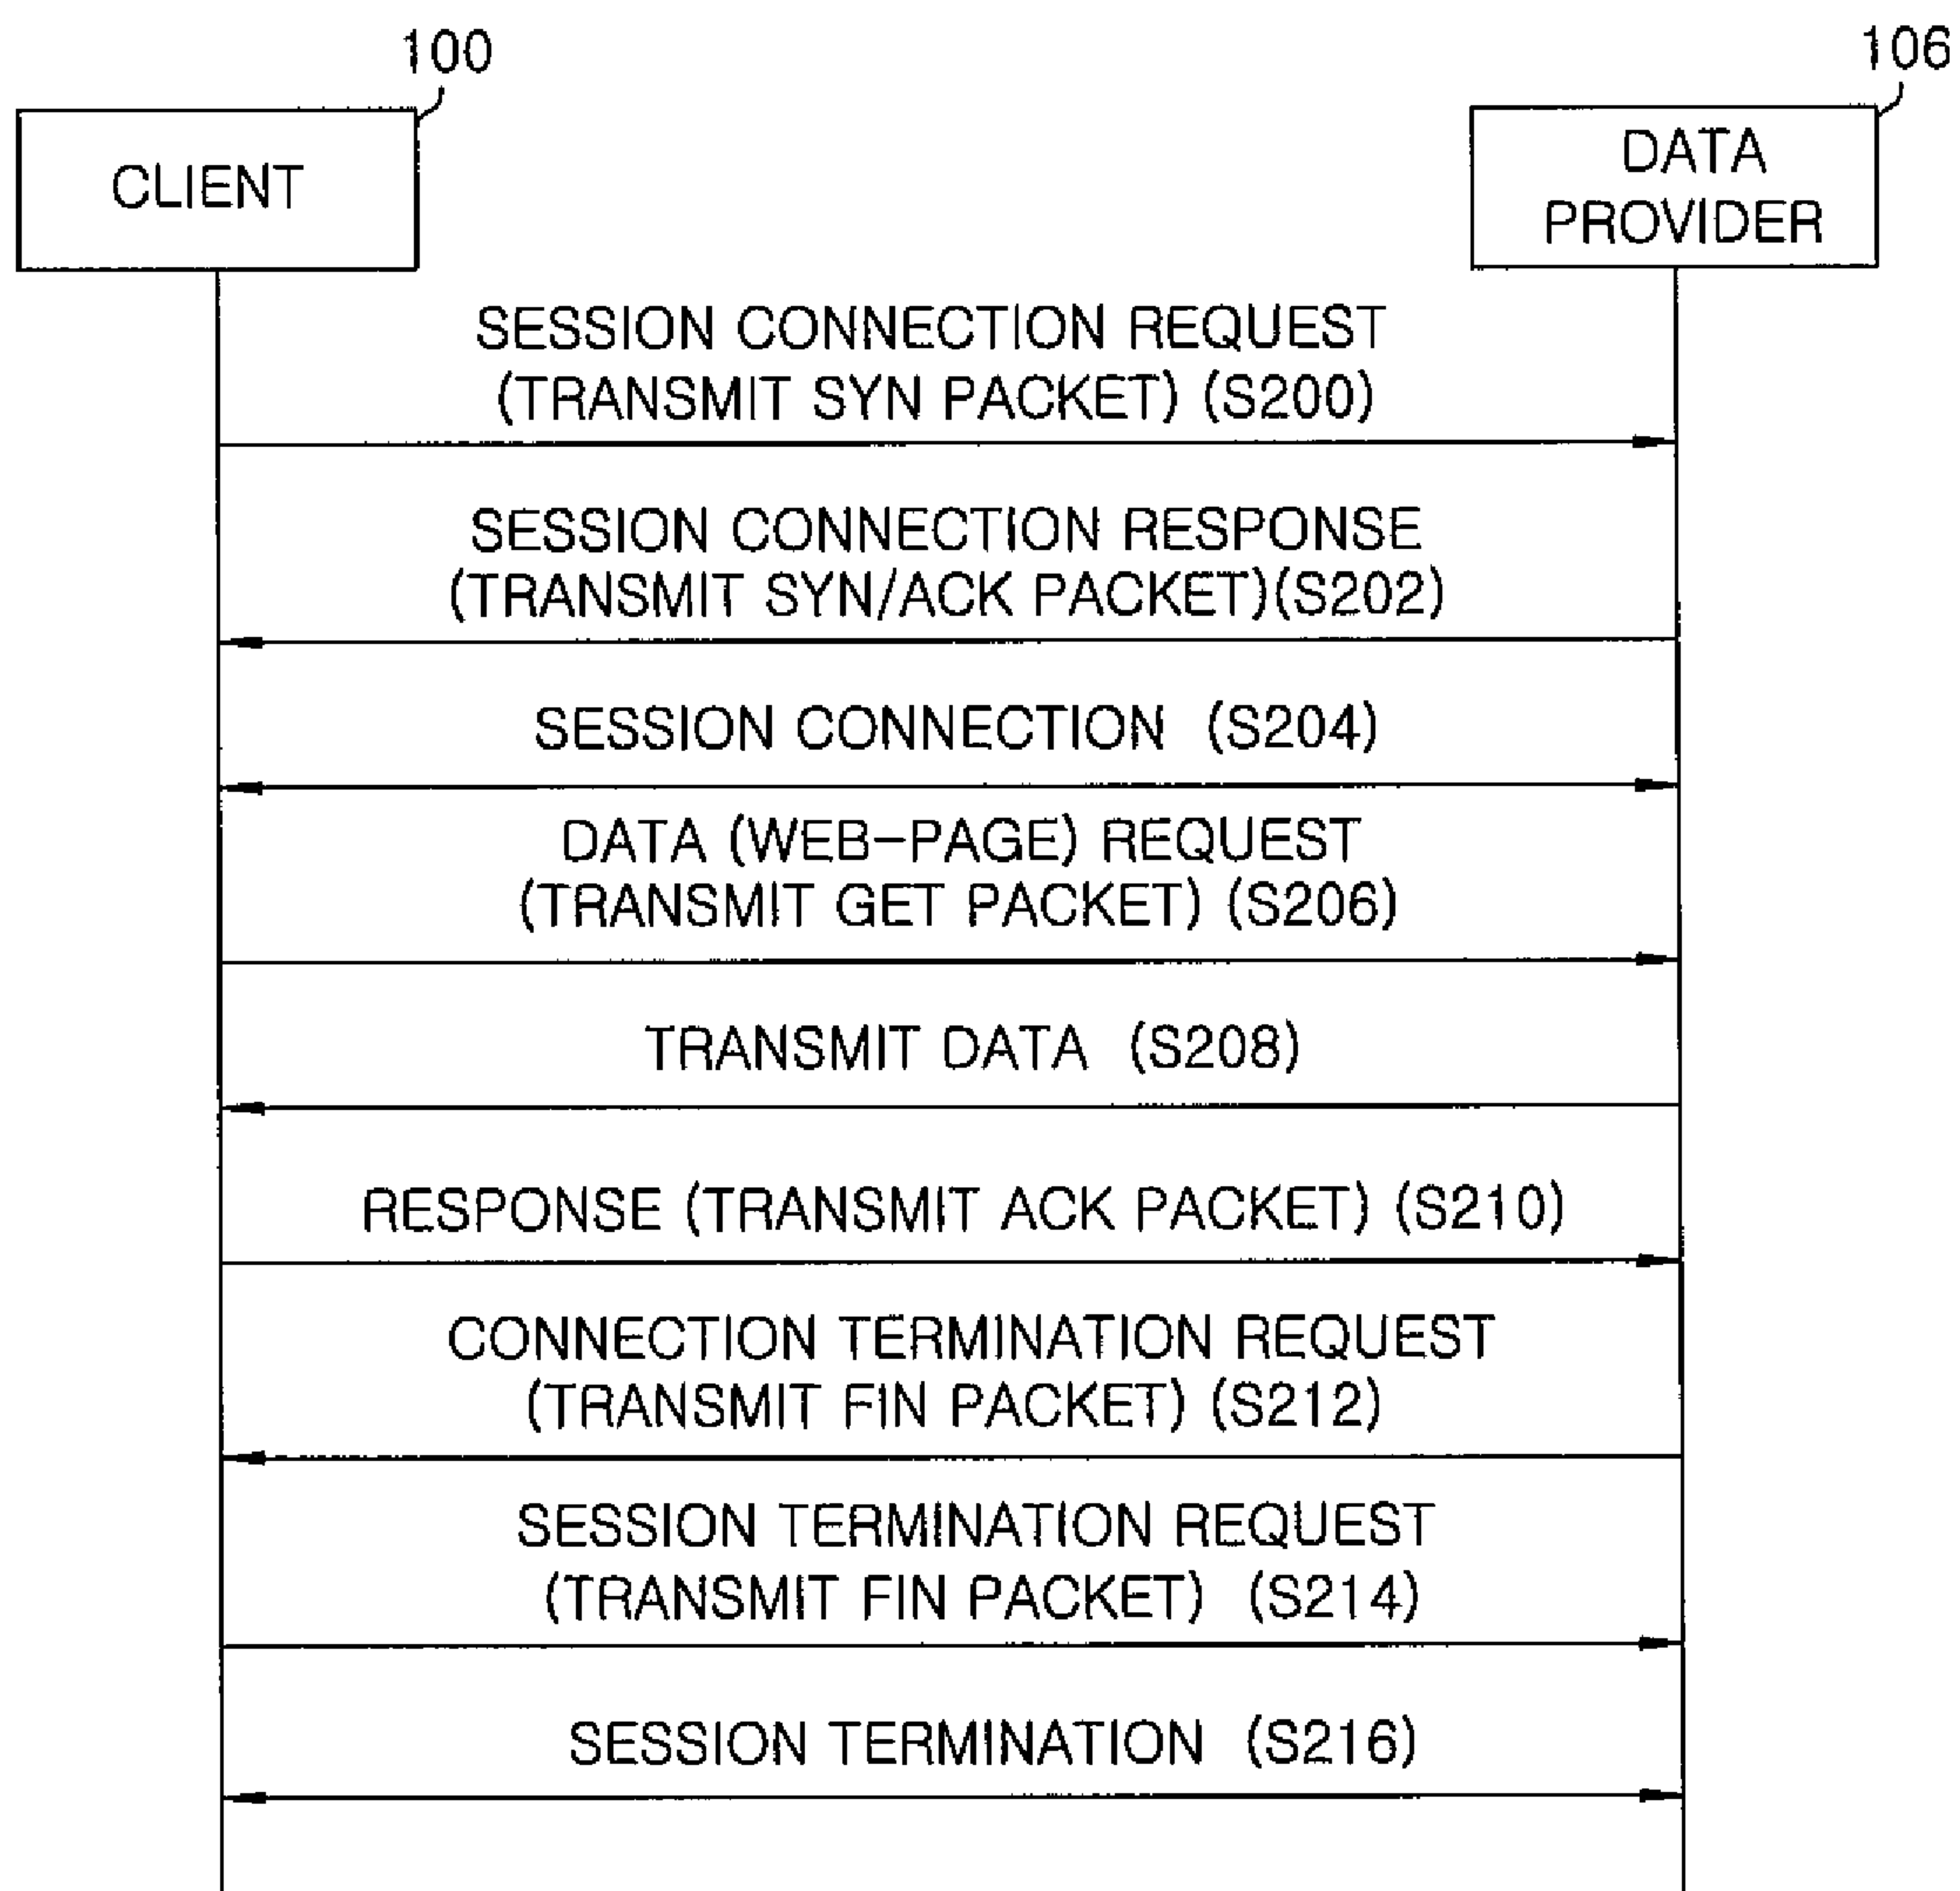 100
106
CLIENT
DATA
PROVIDER
SESSION CONNECTION REQUEST
(TRANSMIT SYN PACKET) (S200)
SESSION CONNECTION RESPONSE
(TRANSMIT SYN/ACK PACKET)(S202)
SESSION CONNECTION (S204)
DATA (WEB-PAGE) REQUEST
(TRANSMIT GET PACKET) (S206)
TRANSMIT DATA (S208)
RESPONSE (TRANSMIT ACK PACKET) (S210)
CONNECTION TERMINATION REQUEST
(TRANSMIT FIN PACKET) (S212)
SESSION TERMINATION REQUEST
(TRANSMIT FIN PACKET) (S214)
SESSION TERMINATION (S216)